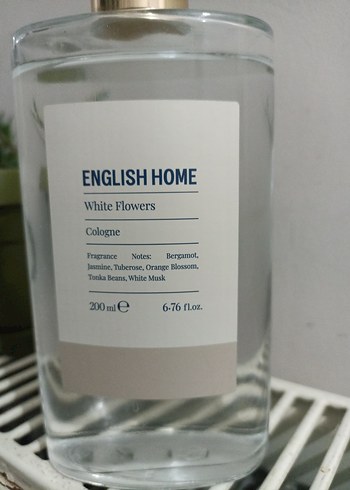 ENGLISH HOME
White Flowers
Cologne
Fragrance Notes: Bergamot,
Jasmine, Tuberose, Orange Blossom,
Tonka Beans, White Musk
200 ml ℮ 6·76 fl.oz.